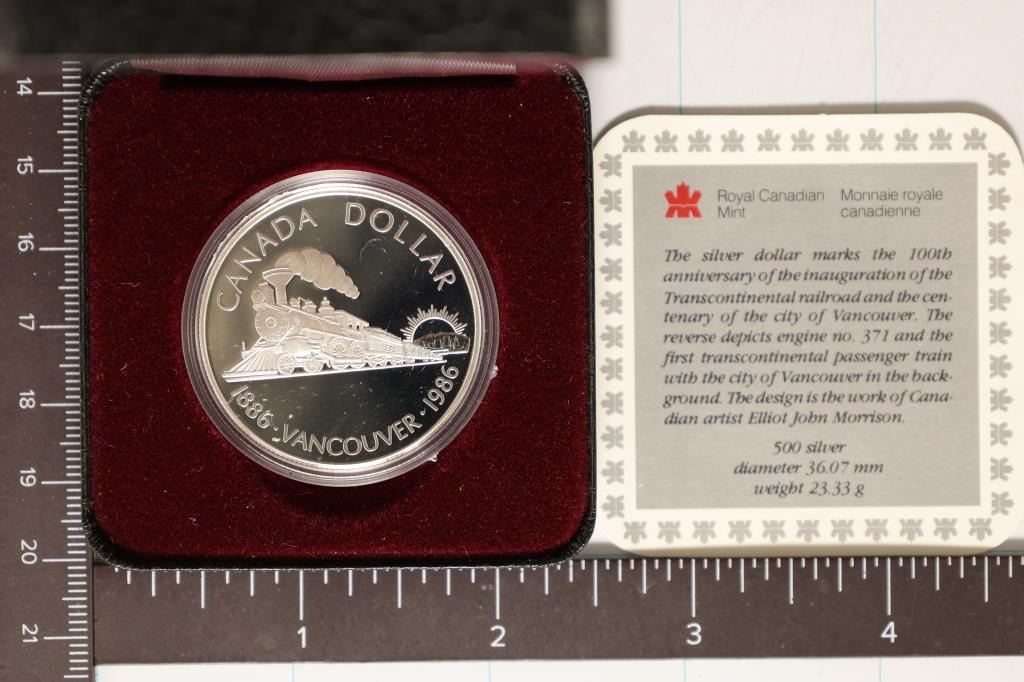 CANADA DOLLAR
1886 · VANCOUVER · 1986
Royal Canadian Mint
Monnaie royale canadienne
The silver dollar marks the 100th
anniversary of the inauguration of the
Transcontinental railroad and the cen-
tenary of the city of Vancouver. The
reverse depicts engine no. 371 and the
first transcontinental passenger train
with the city of Vancouver in the back-
ground. The design is the work of Cana-
dian artist Elliot John Morrison.
500 silver
diameter 36.07 mm
weight 23.33 g
14
15
16
17
18
19
20
21
1 2 3 4